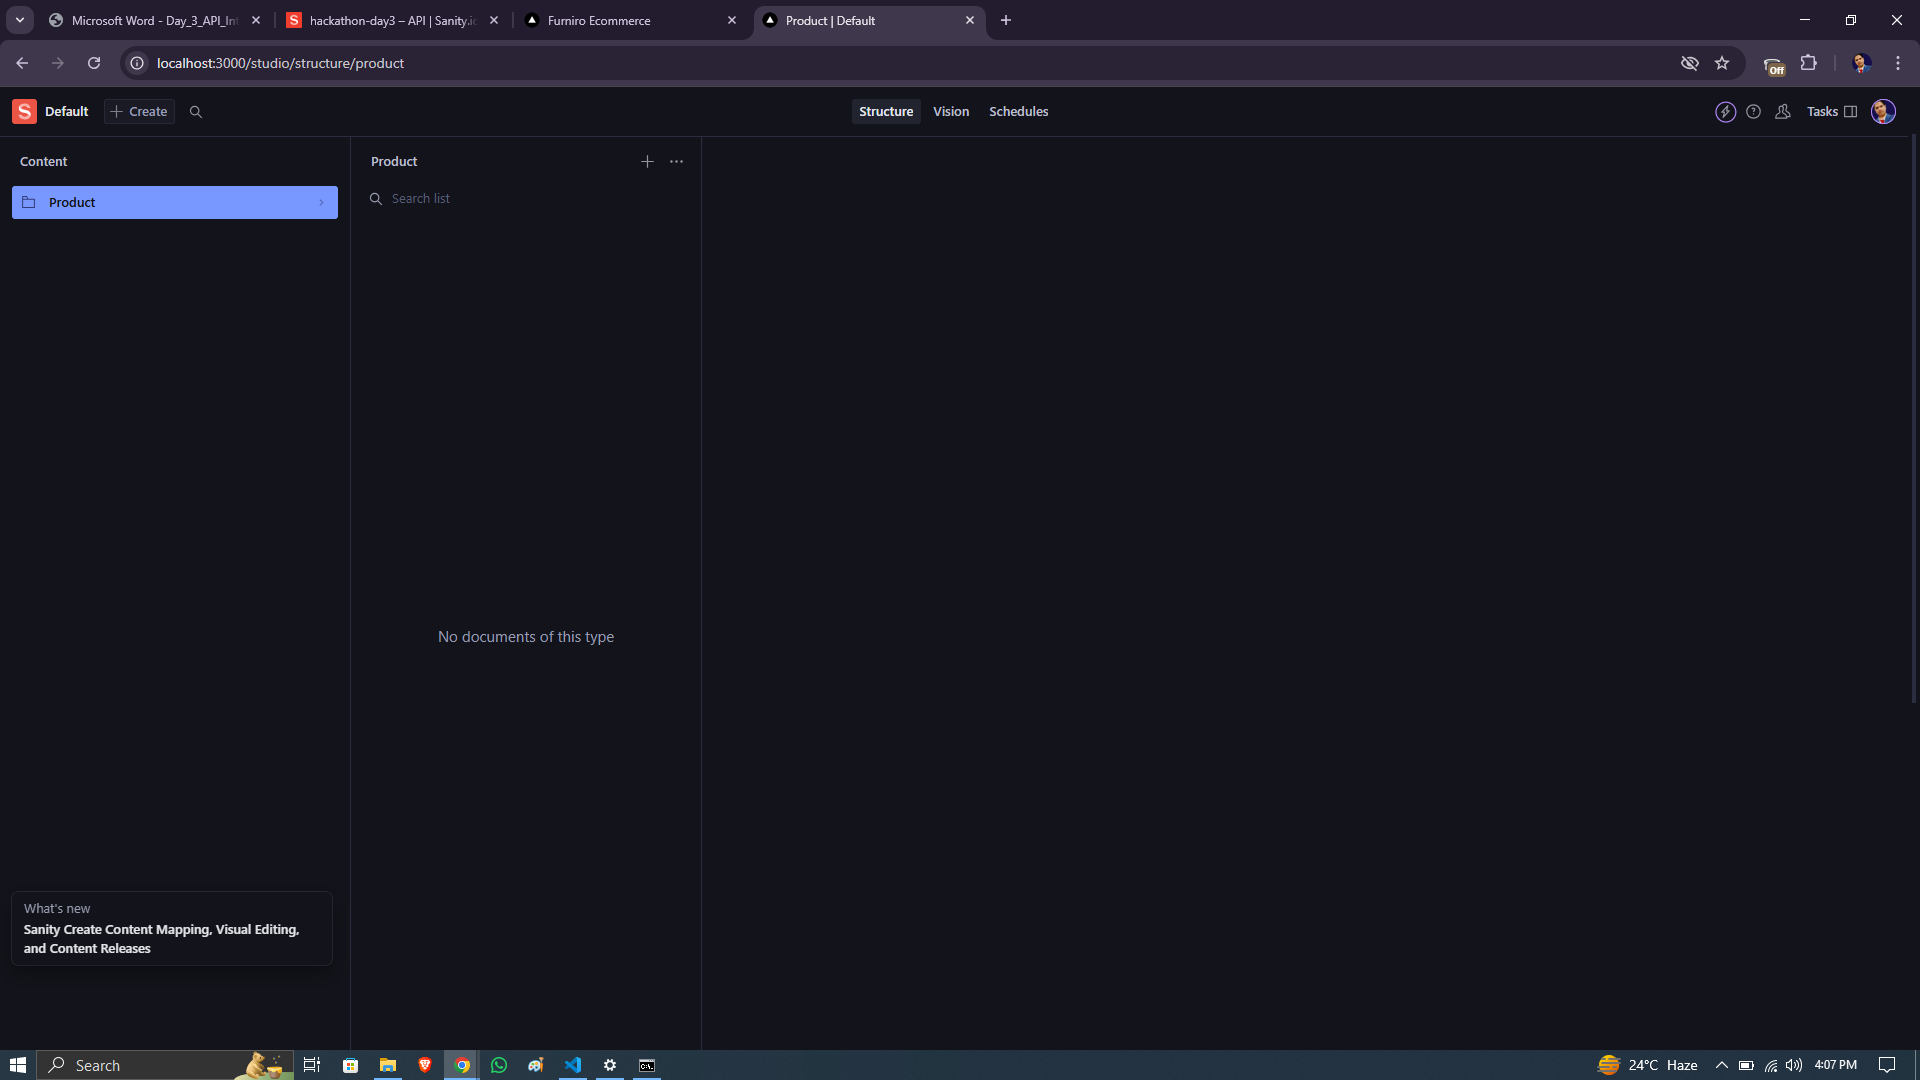 Microsoft Word - Day_3_API_Int
hackathon-day3 – API | Sanity.io
Furniro Ecommerce
Product | Default
localhost:3000/studio/structure/product
Off
S
Default
Create
Structure
Vision
Schedules
Tasks
Content
Product
Product
Search list
No documents of this type
What's new
Sanity Create Content Mapping, Visual Editing,
and Content Releases
Search
24°C Haze
4:07 PM